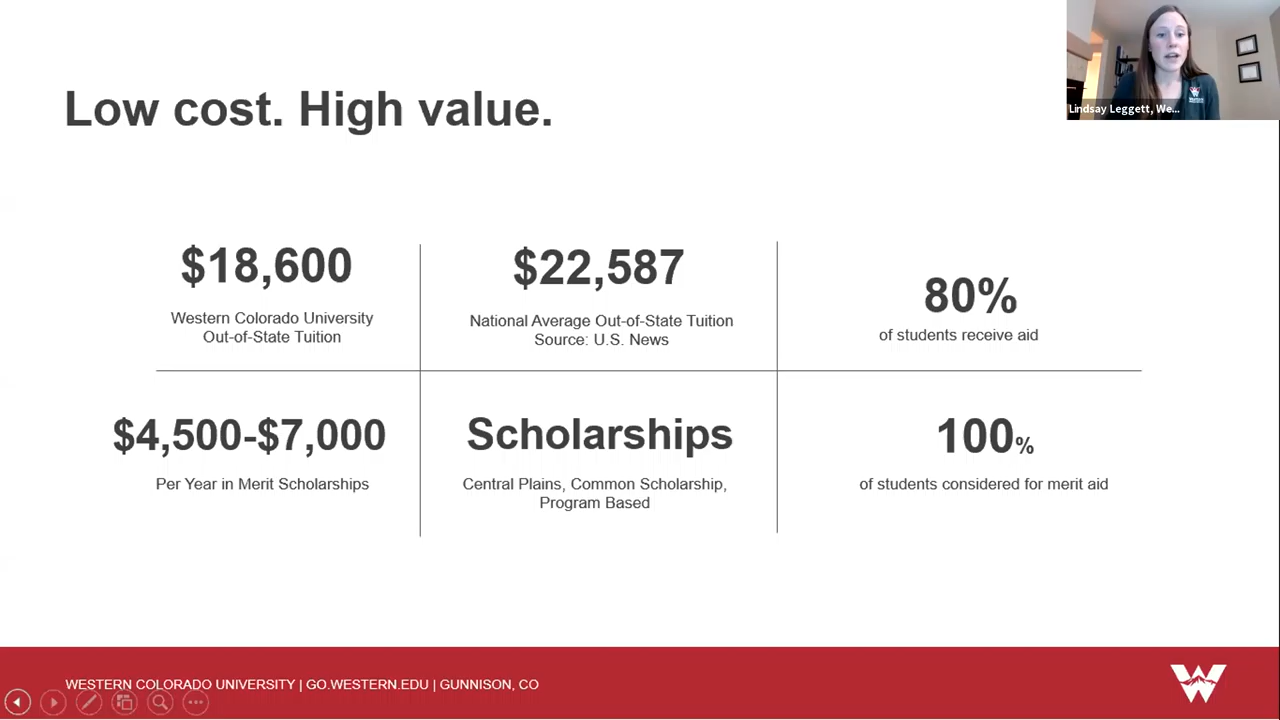 Low cost. High value.
Lindsay Leggett, We...
$18,600
Western Colorado University
Out-of-State Tuition
$22,587
National Average Out-of-State Tuition
Source: U.S. News
80%
of students receive aid
$4,500-$7,000
Per Year in Merit Scholarships
Scholarships
Central Plains, Common Scholarship,
Program Based
100%
of students considered for merit aid
WESTERN COLORADO UNIVERSITY | GO.WESTERN.EDU | GUNNISON, CO
W